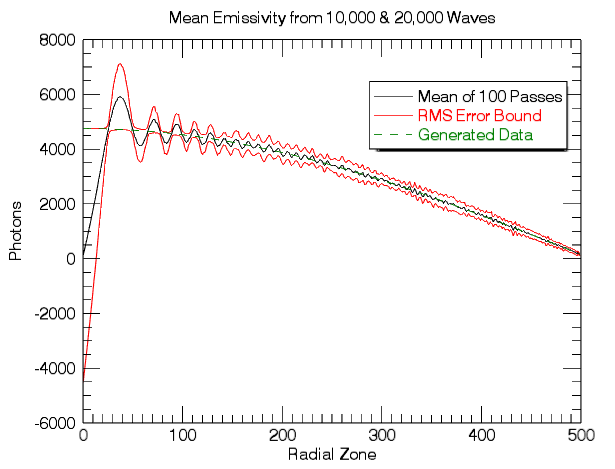 Mean Emissivity from 10,000 & 20,000 Waves
8000
6000
4000
2000
0
-2000
-4000
-6000
Photons
Mean of 100 Passes
RMS Error Bound
Generated Data
0 100 200 300 400 500
Radial Zone